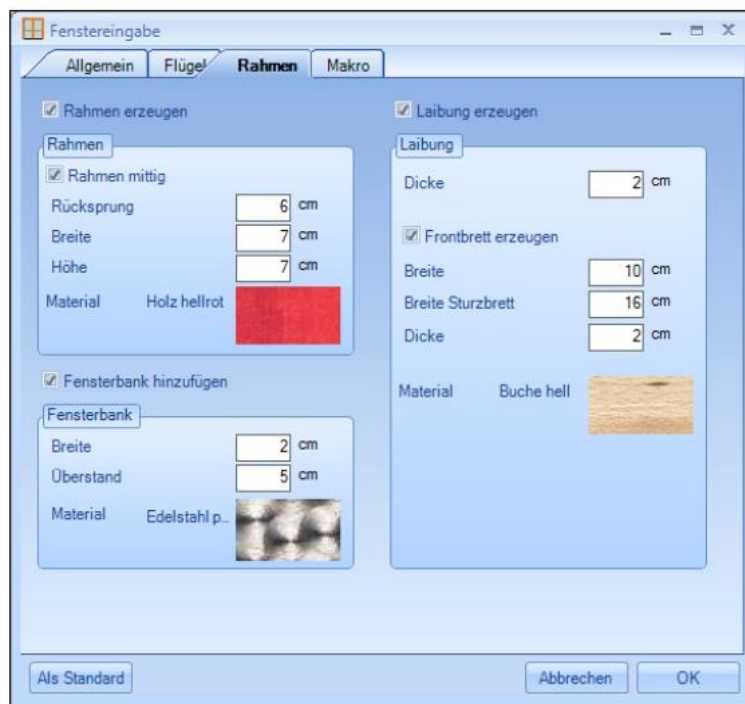 Fenstereingabe
Allgemein Flügel Rahmen Makro
Rahmen erzeugen
Rahmen
Rahmen mittig
Rücksprung 6 cm
Breite 7 cm
Höhe 7 cm
Material Holz hellrot
Fensterbank hinzufügen
Fensterbank
Breite 2 cm
Überstand 5 cm
Material Edelstahl p...
Laibung erzeugen
Laibung
Dicke 2 cm
Frontbrett erzeugen
Breite 10 cm
Breite Sturzbrett 16 cm
Dicke 2 cm
Material Buche hell
Als Standard Abbrechen OK